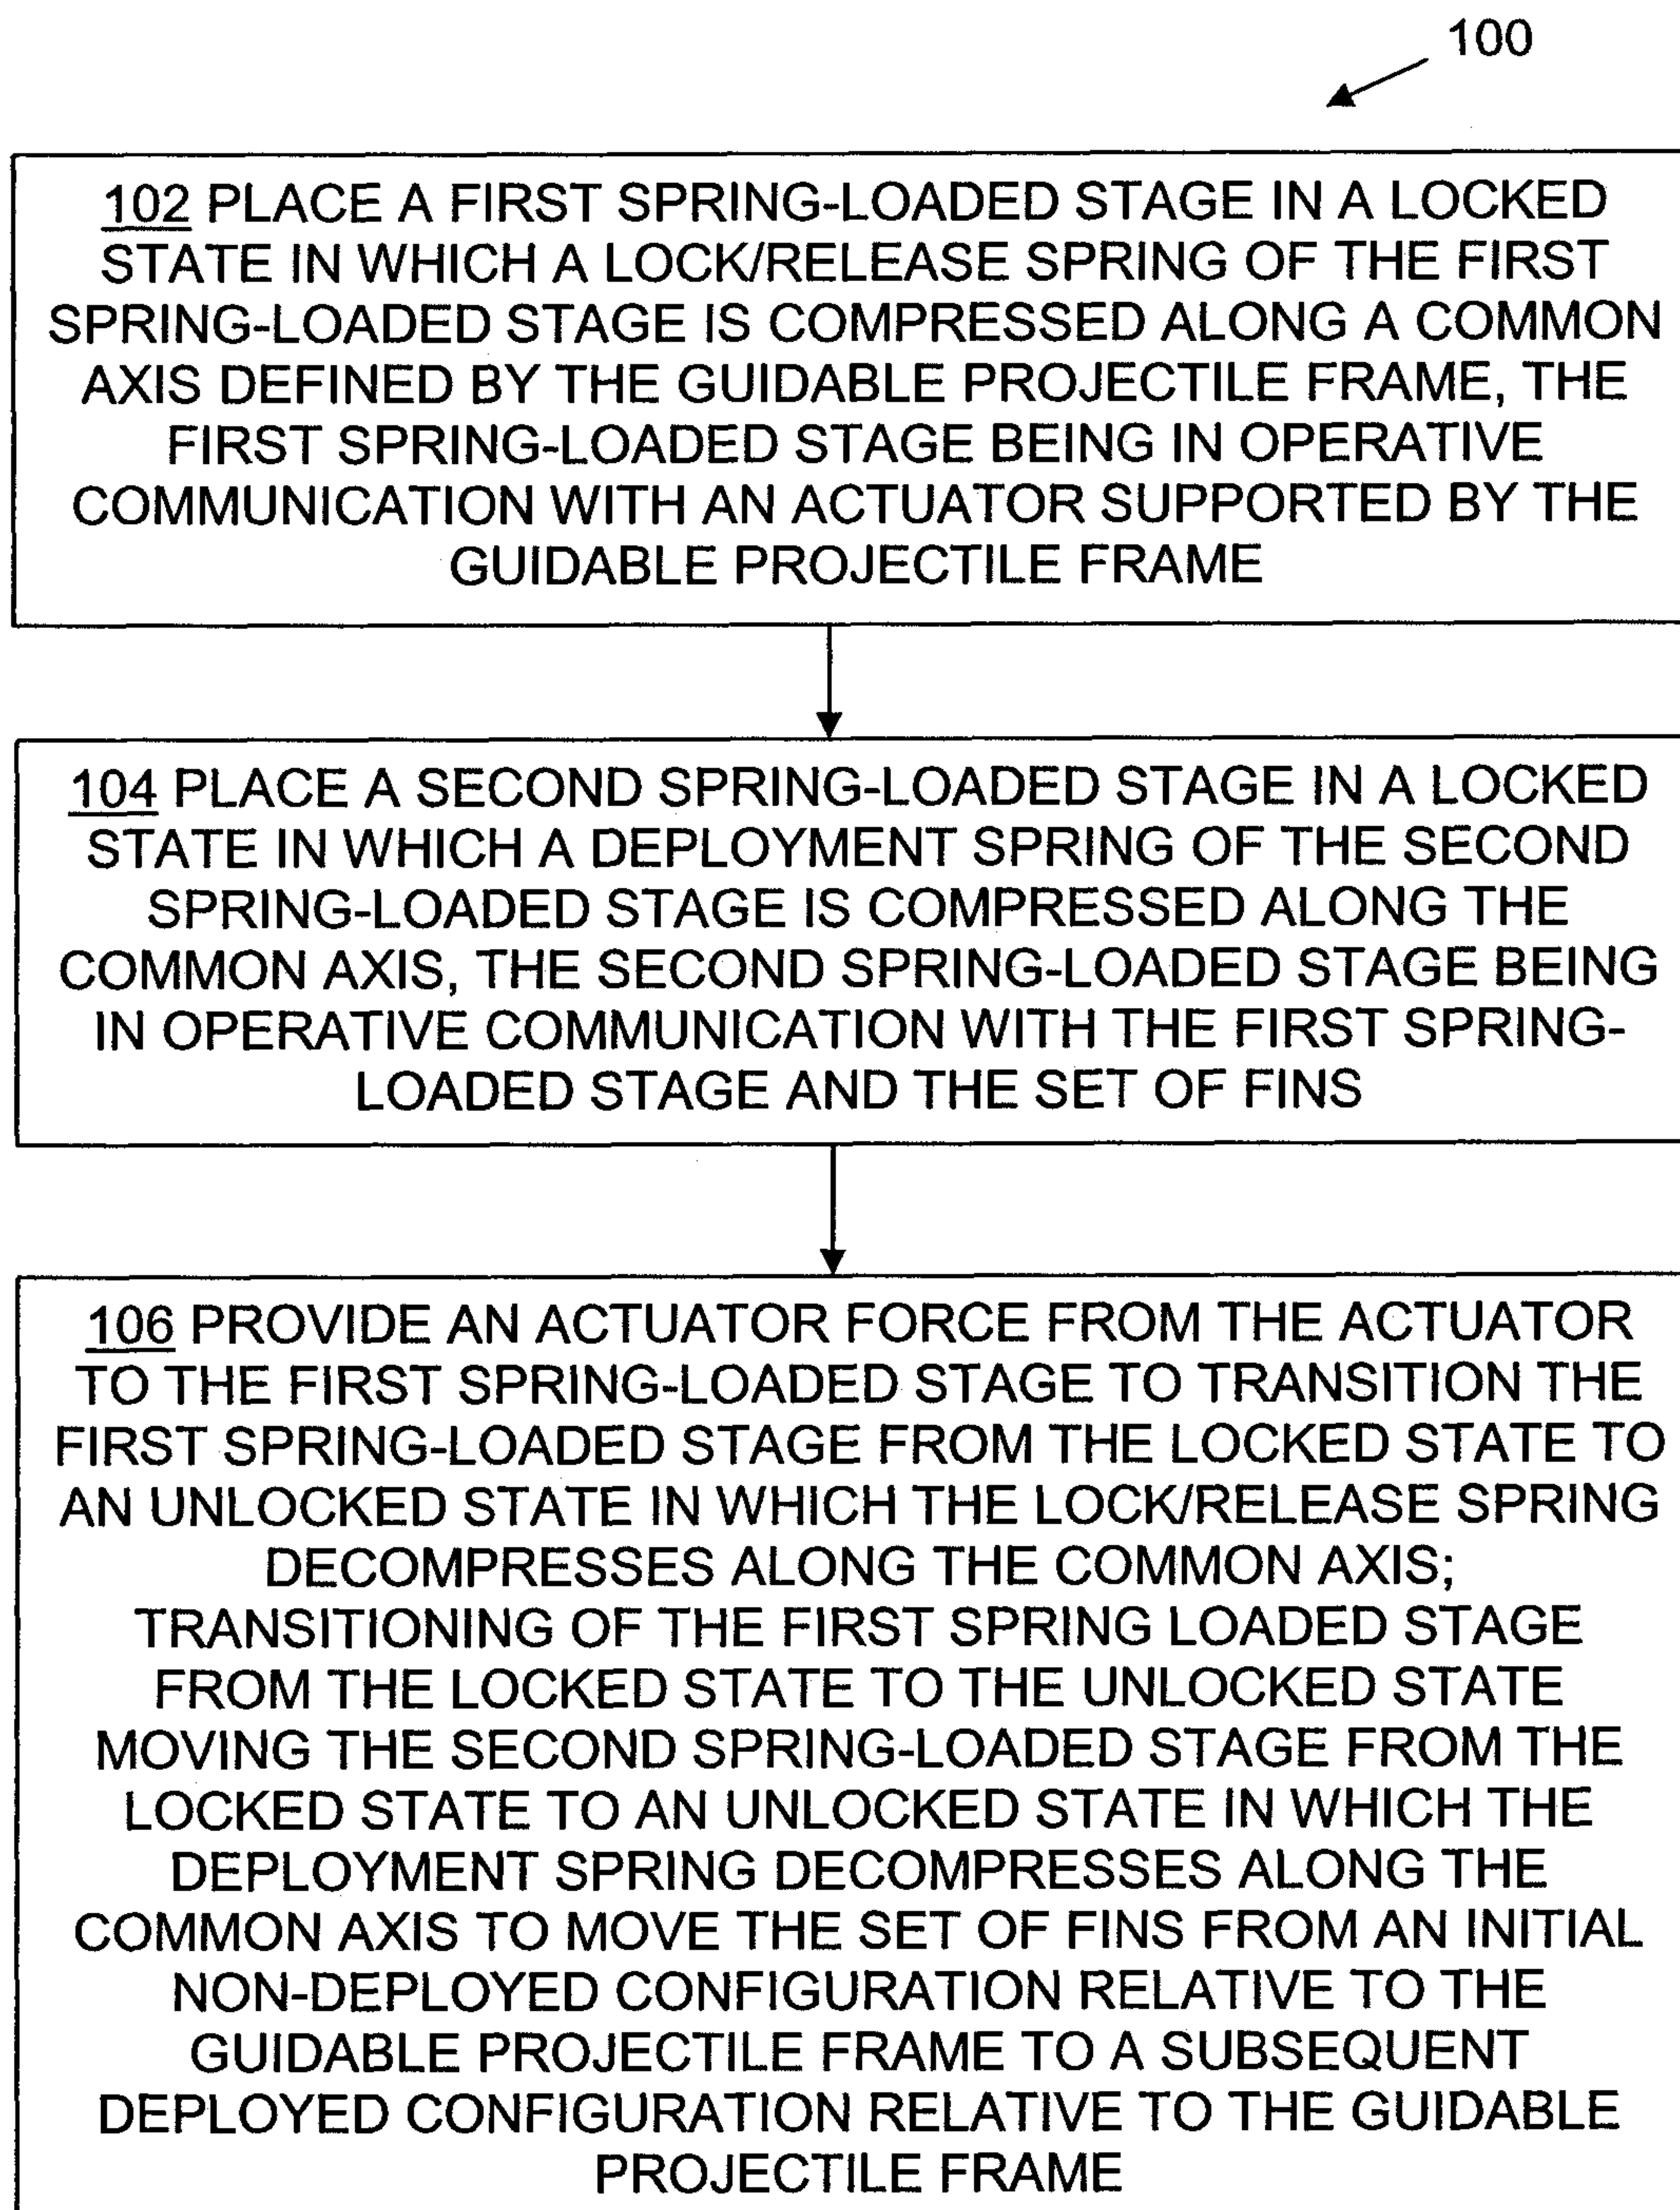 100
102 PLACE A FIRST SPRING-LOADED STAGE IN A LOCKED
STATE IN WHICH A LOCK/RELEASE SPRING OF THE FIRST
SPRING-LOADED STAGE IS COMPRESSED ALONG A COMMON
AXIS DEFINED BY THE GUIDABLE PROJECTILE FRAME, THE
FIRST SPRING-LOADED STAGE BEING IN OPERATIVE
COMMUNICATION WITH AN ACTUATOR SUPPORTED BY THE
GUIDABLE PROJECTILE FRAME
104 PLACE A SECOND SPRING-LOADED STAGE IN A LOCKED
STATE IN WHICH A DEPLOYMENT SPRING OF THE SECOND
SPRING-LOADED STAGE IS COMPRESSED ALONG THE
COMMON AXIS, THE SECOND SPRING-LOADED STAGE BEING
IN OPERATIVE COMMUNICATION WITH THE FIRST SPRING-
LOADED STAGE AND THE SET OF FINS
106 PROVIDE AN ACTUATOR FORCE FROM THE ACTUATOR
TO THE FIRST SPRING-LOADED STAGE TO TRANSITION THE
FIRST SPRING-LOADED STAGE FROM THE LOCKED STATE TO
AN UNLOCKED STATE IN WHICH THE LOCK/RELEASE SPRING
DECOMPRESSES ALONG THE COMMON AXIS;
TRANSITIONING OF THE FIRST SPRING LOADED STAGE
FROM THE LOCKED STATE TO THE UNLOCKED STATE
MOVING THE SECOND SPRING-LOADED STAGE FROM THE
LOCKED STATE TO AN UNLOCKED STATE IN WHICH THE
DEPLOYMENT SPRING DECOMPRESSES ALONG THE
COMMON AXIS TO MOVE THE SET OF FINS FROM AN INITIAL
NON-DEPLOYED CONFIGURATION RELATIVE TO THE
GUIDABLE PROJECTILE FRAME TO A SUBSEQUENT
DEPLOYED CONFIGURATION RELATIVE TO THE GUIDABLE
PROJECTILE FRAME